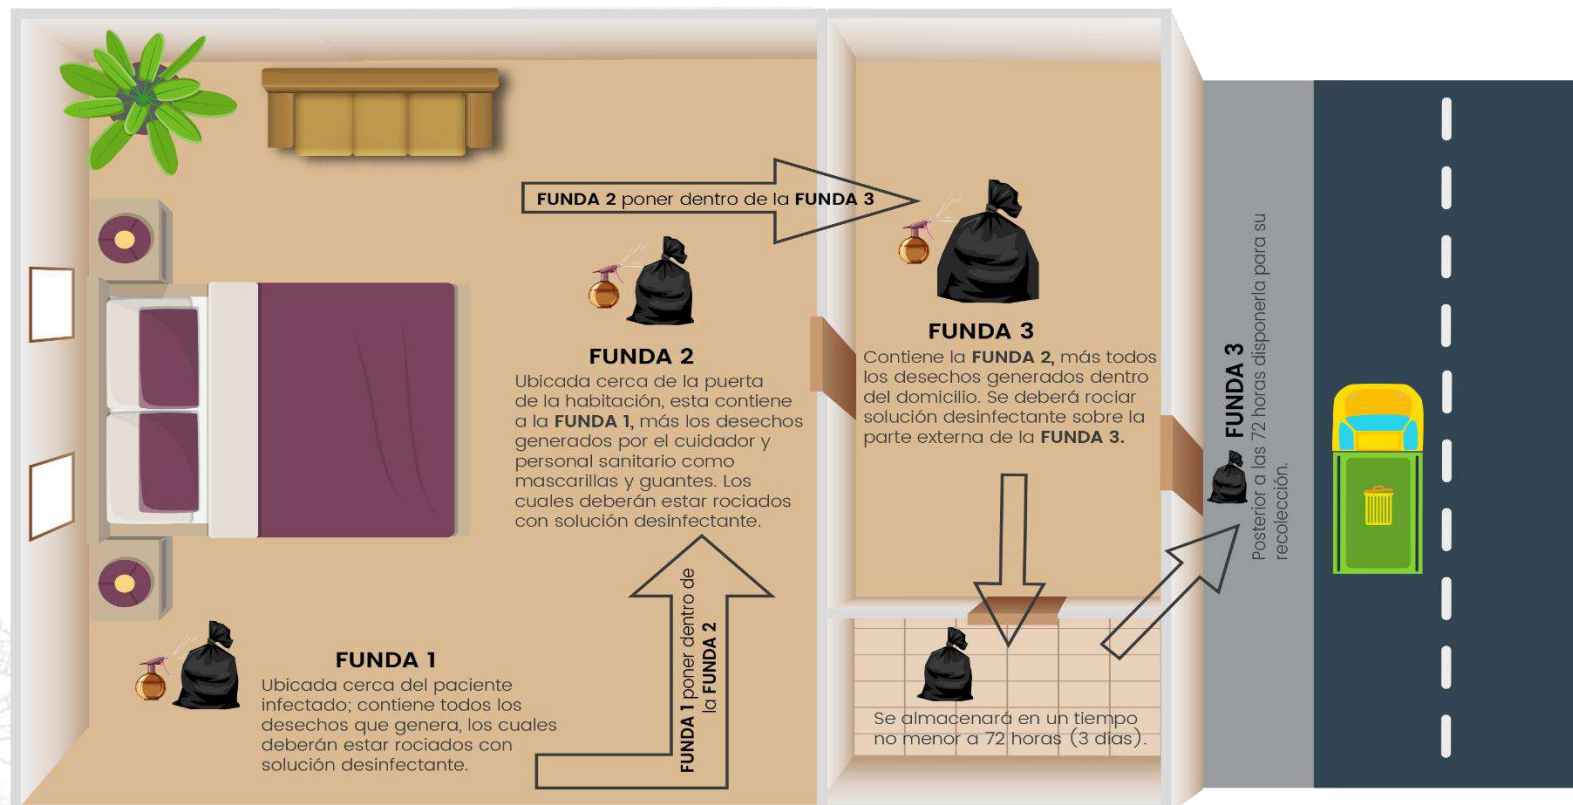 FUNDA 2 poner dentro de la FUNDA 3
FUNDA 2
Ubicada cerca de la puerta
de la habitación, esta contiene
a la FUNDA 1, más los desechos
generados por el cuidador y
personal sanitario como
mascarillas y guantes. Los
cuales deberán estar rociados
con solución desinfectante.
FUNDA 1
Ubicada cerca del paciente
infectado; contiene todos los
desechos que genera, los cuales
deberán estar rociados con
solución desinfectante.
FUNDA 1 poner dentro de
la FUNDA 2
FUNDA 3
Contiene la FUNDA 2, más todos
los desechos generados dentro
del domicilio. Se deberá rociar
solución desinfectante sobre la
parte externa de la FUNDA 3.
Se almacenará en un tiempo
no menor a 72 horas (3 días).
FUNDA 3
Posterior a las 72 horas disponerla para su
recolección.